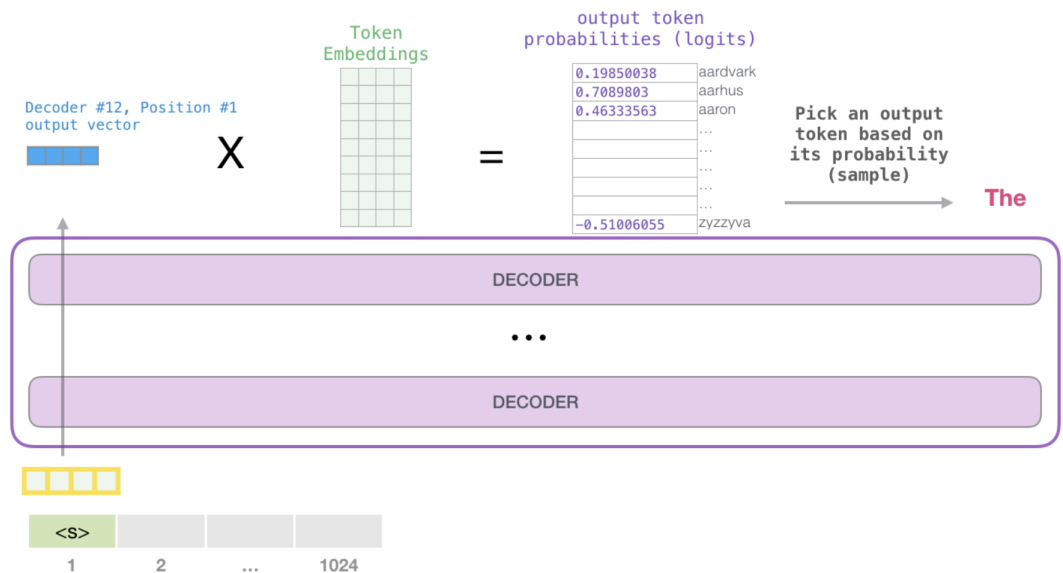 Token
Embeddings
output token
probabilities (logits)
Decoder #12, Position #1
output vector
X
=
0.19850038 aardvark
0.7089803 aarhus
0.46333563 aaron
...
...
...
...
...
-0.51006055 zyzzyva
Pick an output
token based on
its probability
(sample)
The
DECODER
...
DECODER
<s>
1 2 ... 1024